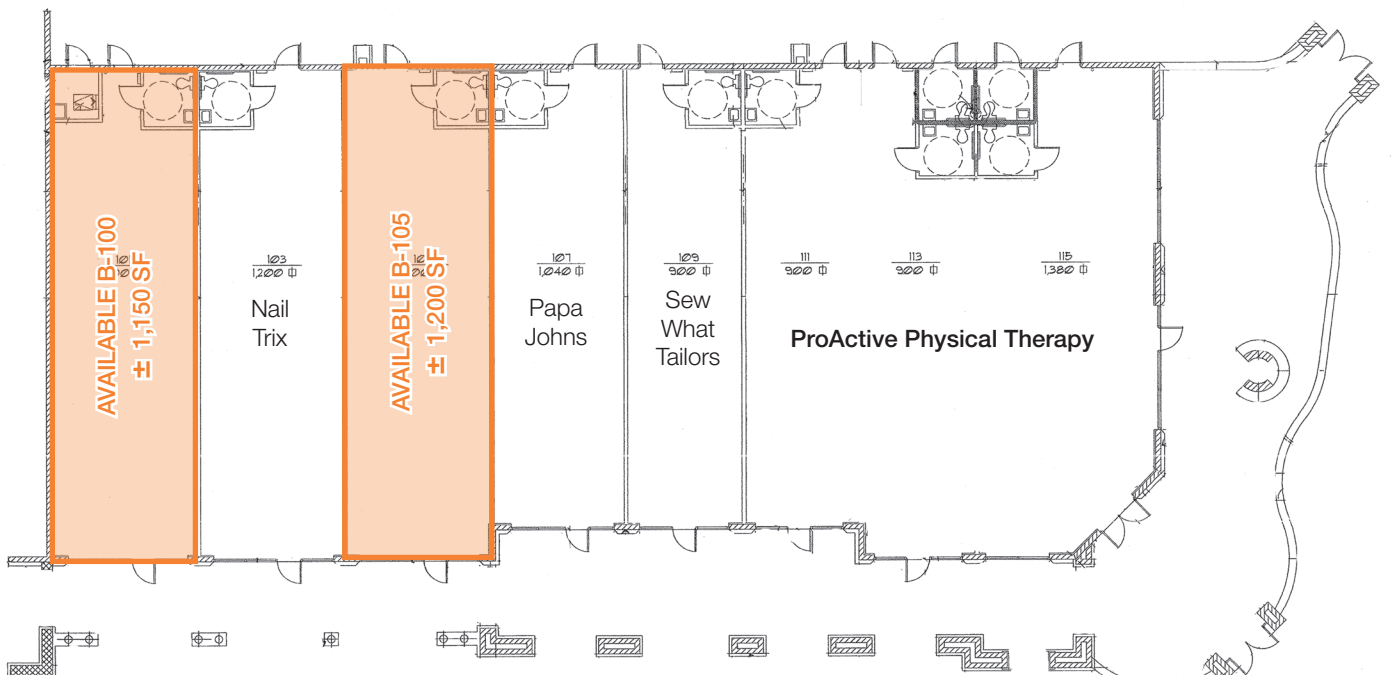 AVAILABLE B-100
± 1,150 SF
103
1,200
Nail
Trix
AVAILABLE B-105
± 1,200 SF
107
1,040
Papa
Johns
109
900
Sew
What
Tailors
111
900
113
900
115
1,380
ProActive Physical Therapy